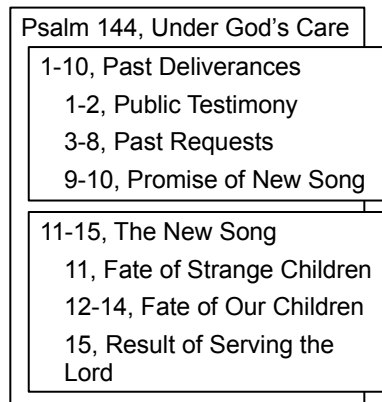 Psalm 144, Under God’s Care
1-10, Past Deliverances
1-2, Public Testimony
3-8, Past Requests
9-10, Promise of New Song
11-15, The New Song
11, Fate of Strange Children
12-14, Fate of Our Children
15, Result of Serving the
Lord